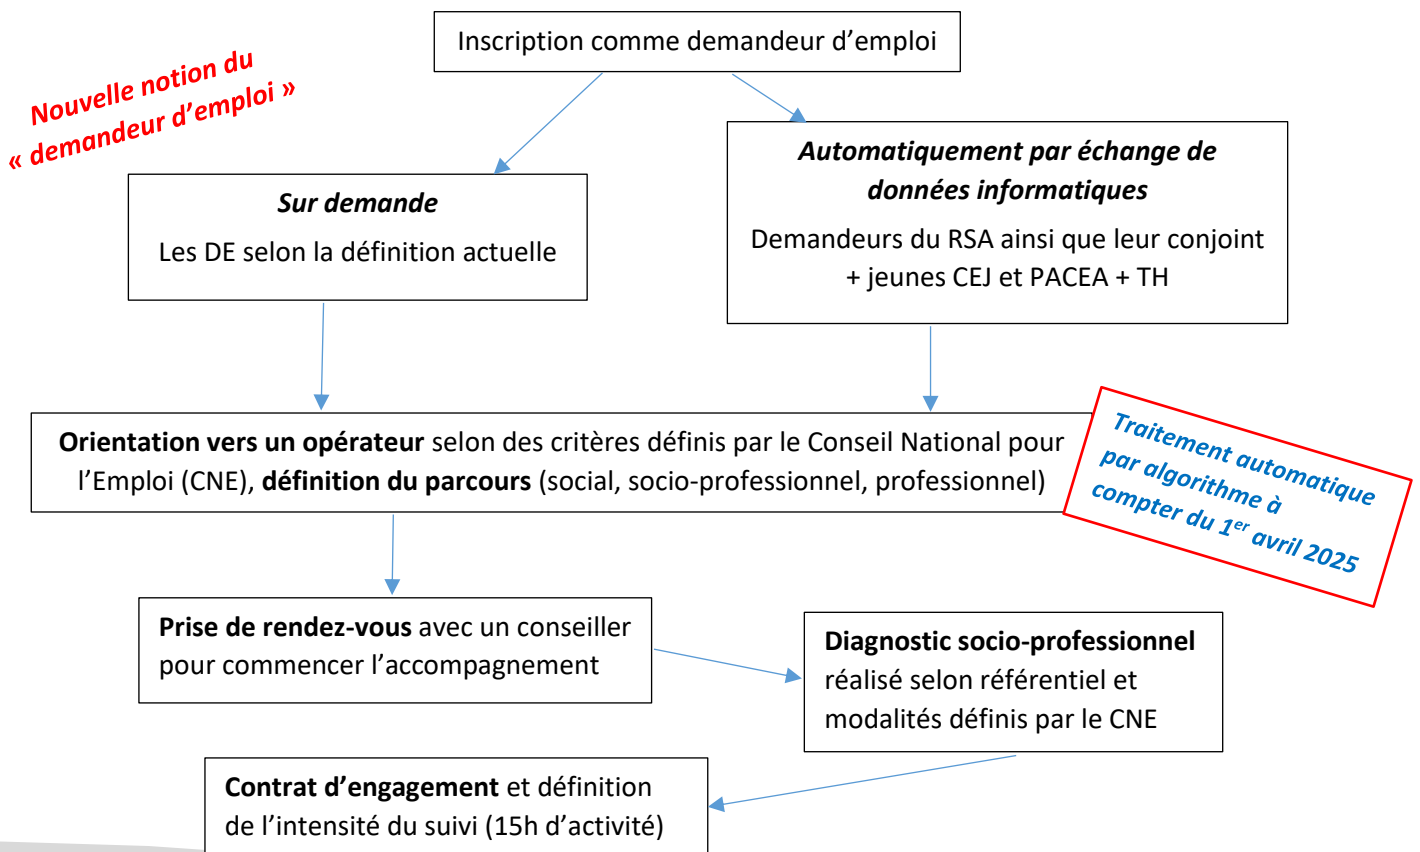 Inscription comme demandeur d’emploi
Nouvelle notion du
« demandeur d’emploi »
Sur demande
Les DE selon la définition actuelle
Automatiquement par échange de
données informatiques
Demandeurs du RSA ainsi que leur conjoint
+ jeunes CEJ et PACEA + TH
Orientation vers un opérateur selon des critères définis par le Conseil National pour
l’Emploi (CNE), définition du parcours (social, socio-professionnel, professionnel)
Traitement automatique
par algorithme à
compter du 1er avril 2025
Prise de rendez-vous avec un conseiller
pour commencer l’accompagnement
Diagnostic socio-professionnel
réalisé selon référentiel et
modalités définis par le CNE
Contrat d’engagement et définition
de l’intensité du suivi (15h d’activité)